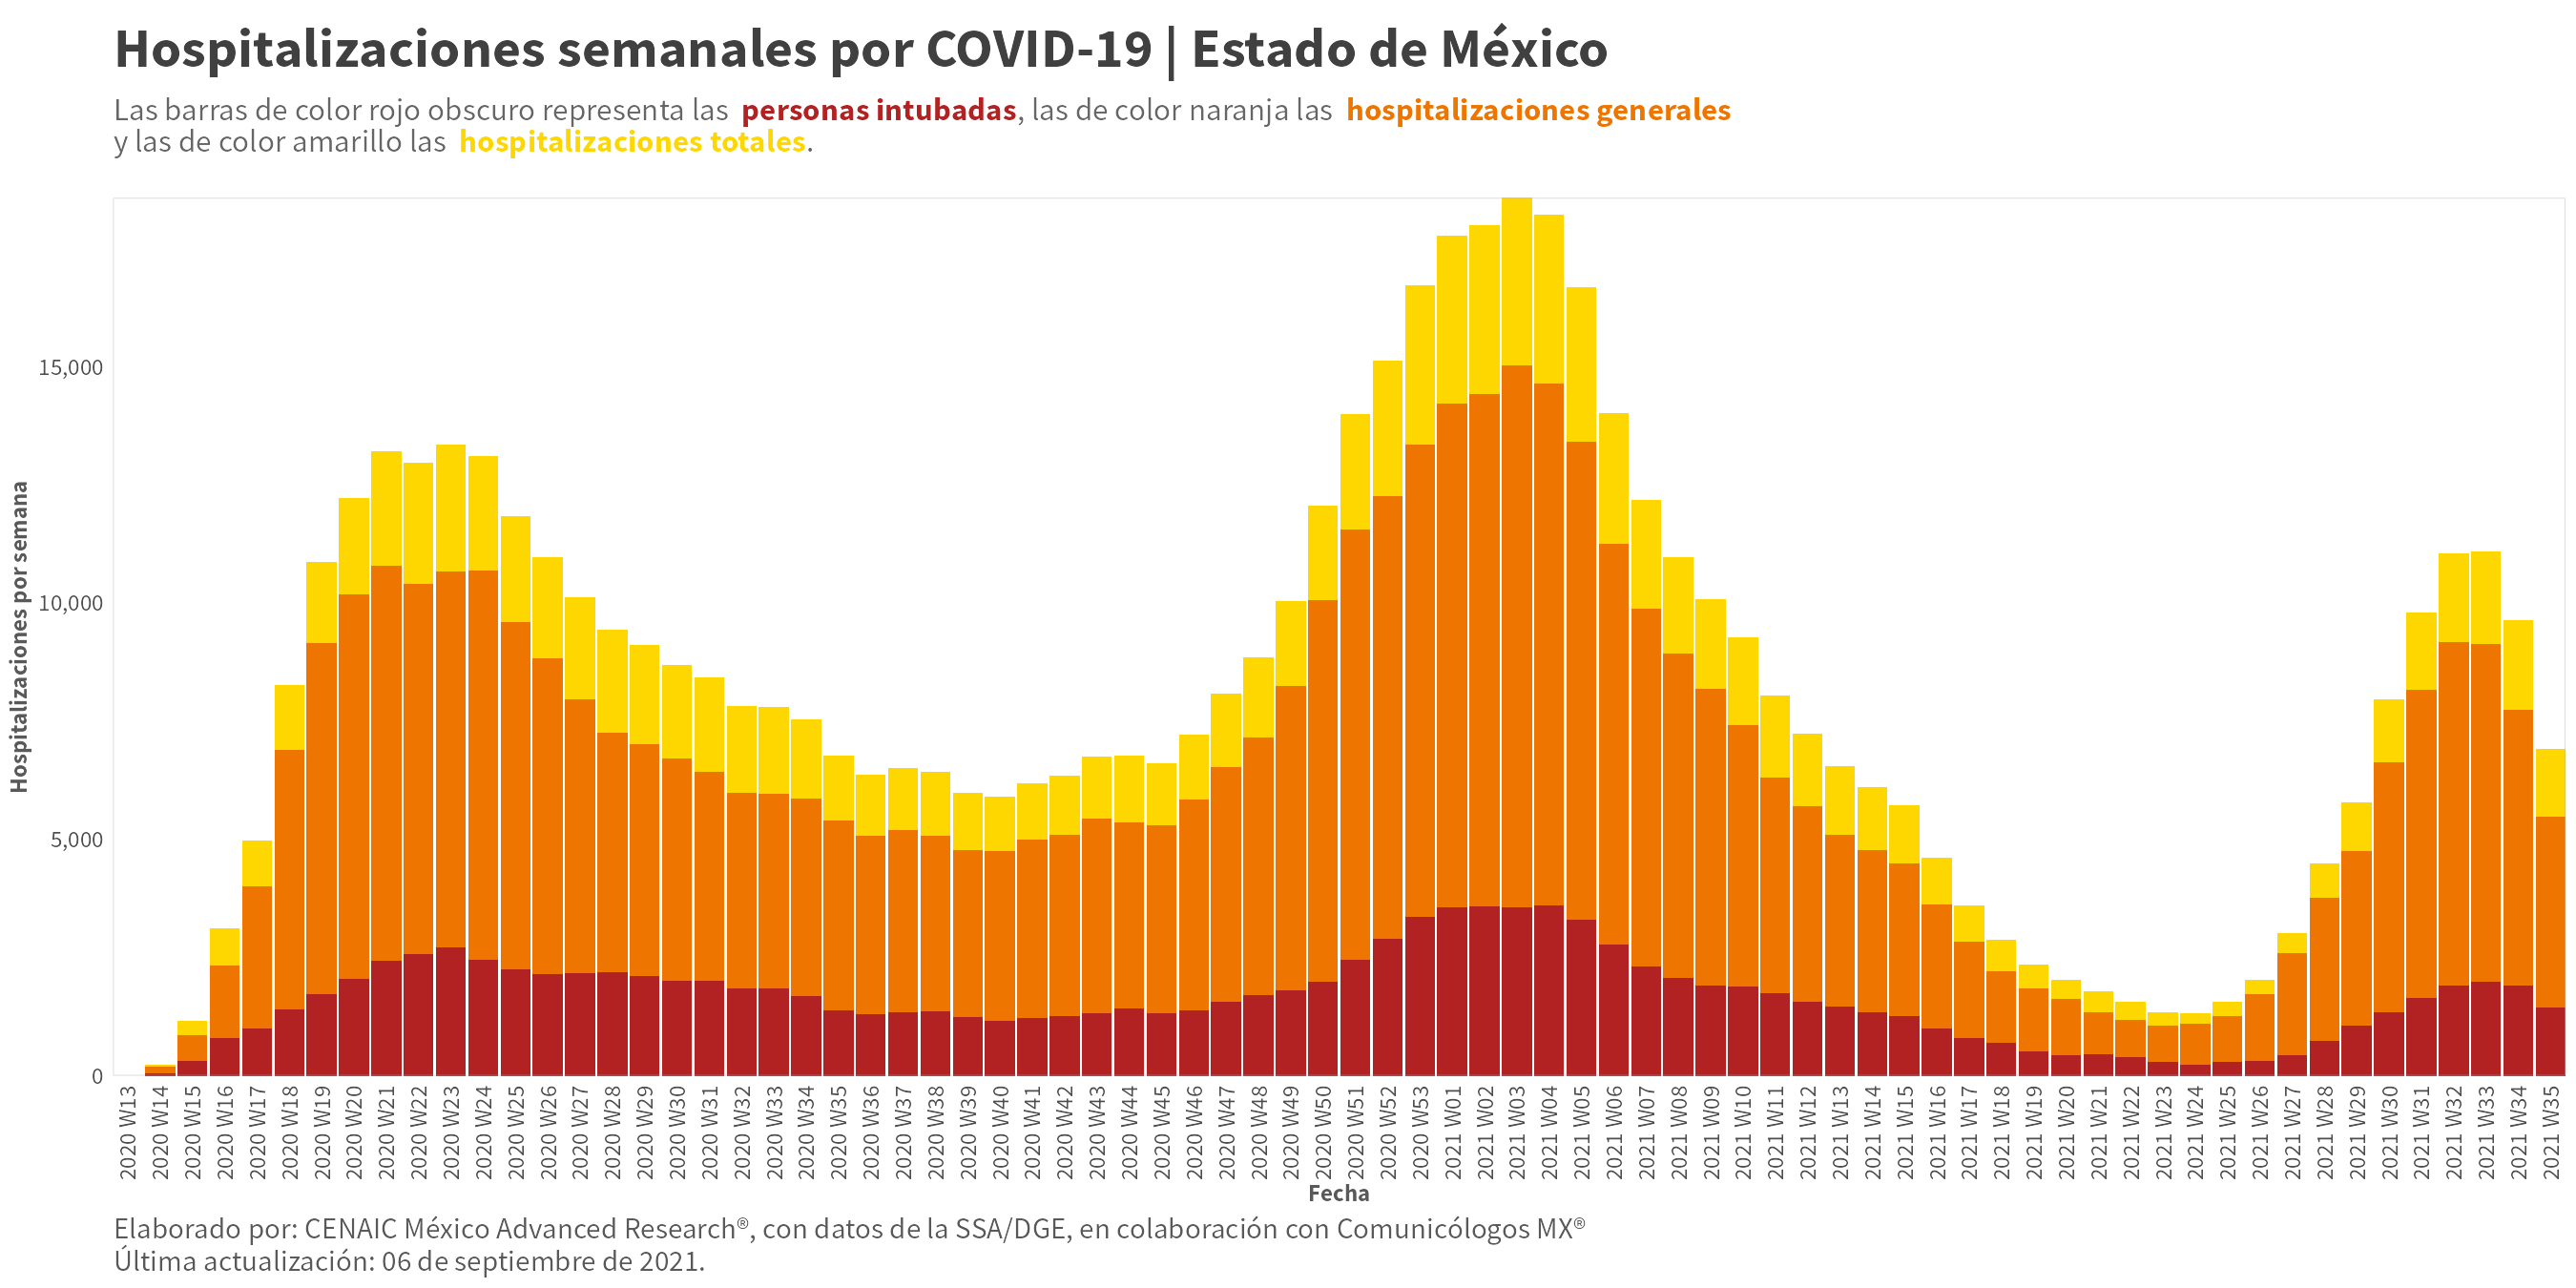 Hospitalizaciones semanales por COVID-19 | Estado de México
Las barras de color rojo obscuro representa las personas intubadas, las de color naranja las hospitalizaciones generales
y las de color amarillo las hospitalizaciones totales.
Hospitalizaciones por semana
15,000
10,000
5,000
0
2020 W13
2020 W14
2020 W15
2020 W16
2020 W17
2020 W18
2020 W19
2020 W20
2020 W21
2020 W22
2020 W23
2020 W24
2020 W25
2020 W26
2020 W27
2020 W28
2020 W29
2020 W30
2020 W31
2020 W32
2020 W33
2020 W34
2020 W35
2020 W36
2020 W37
2020 W38
2020 W39
2020 W40
2020 W41
2020 W42
2020 W43
2020 W44
2020 W45
2020 W46
2020 W47
2020 W48
2020 W49
2020 W50
2020 W51
2020 W52
2020 W53
2021 W01
2021 W02
2021 W03
2021 W04
2021 W05
2021 W06
2021 W07
2021 W08
2021 W09
2021 W10
2021 W11
2021 W12
2021 W13
2021 W14
2021 W15
2021 W16
2021 W17
2021 W18
2021 W19
2021 W20
2021 W21
2021 W22
2021 W23
2021 W24
2021 W25
2021 W26
2021 W27
2021 W28
2021 W29
2021 W30
2021 W31
2021 W32
2021 W33
2021 W34
2021 W35
Fecha
Elaborado por: CENAIC México Advanced Research®, con datos de la SSA/DGE, en colaboración con Comunicólogos MX®
Última actualización: 06 de septiembre de 2021.